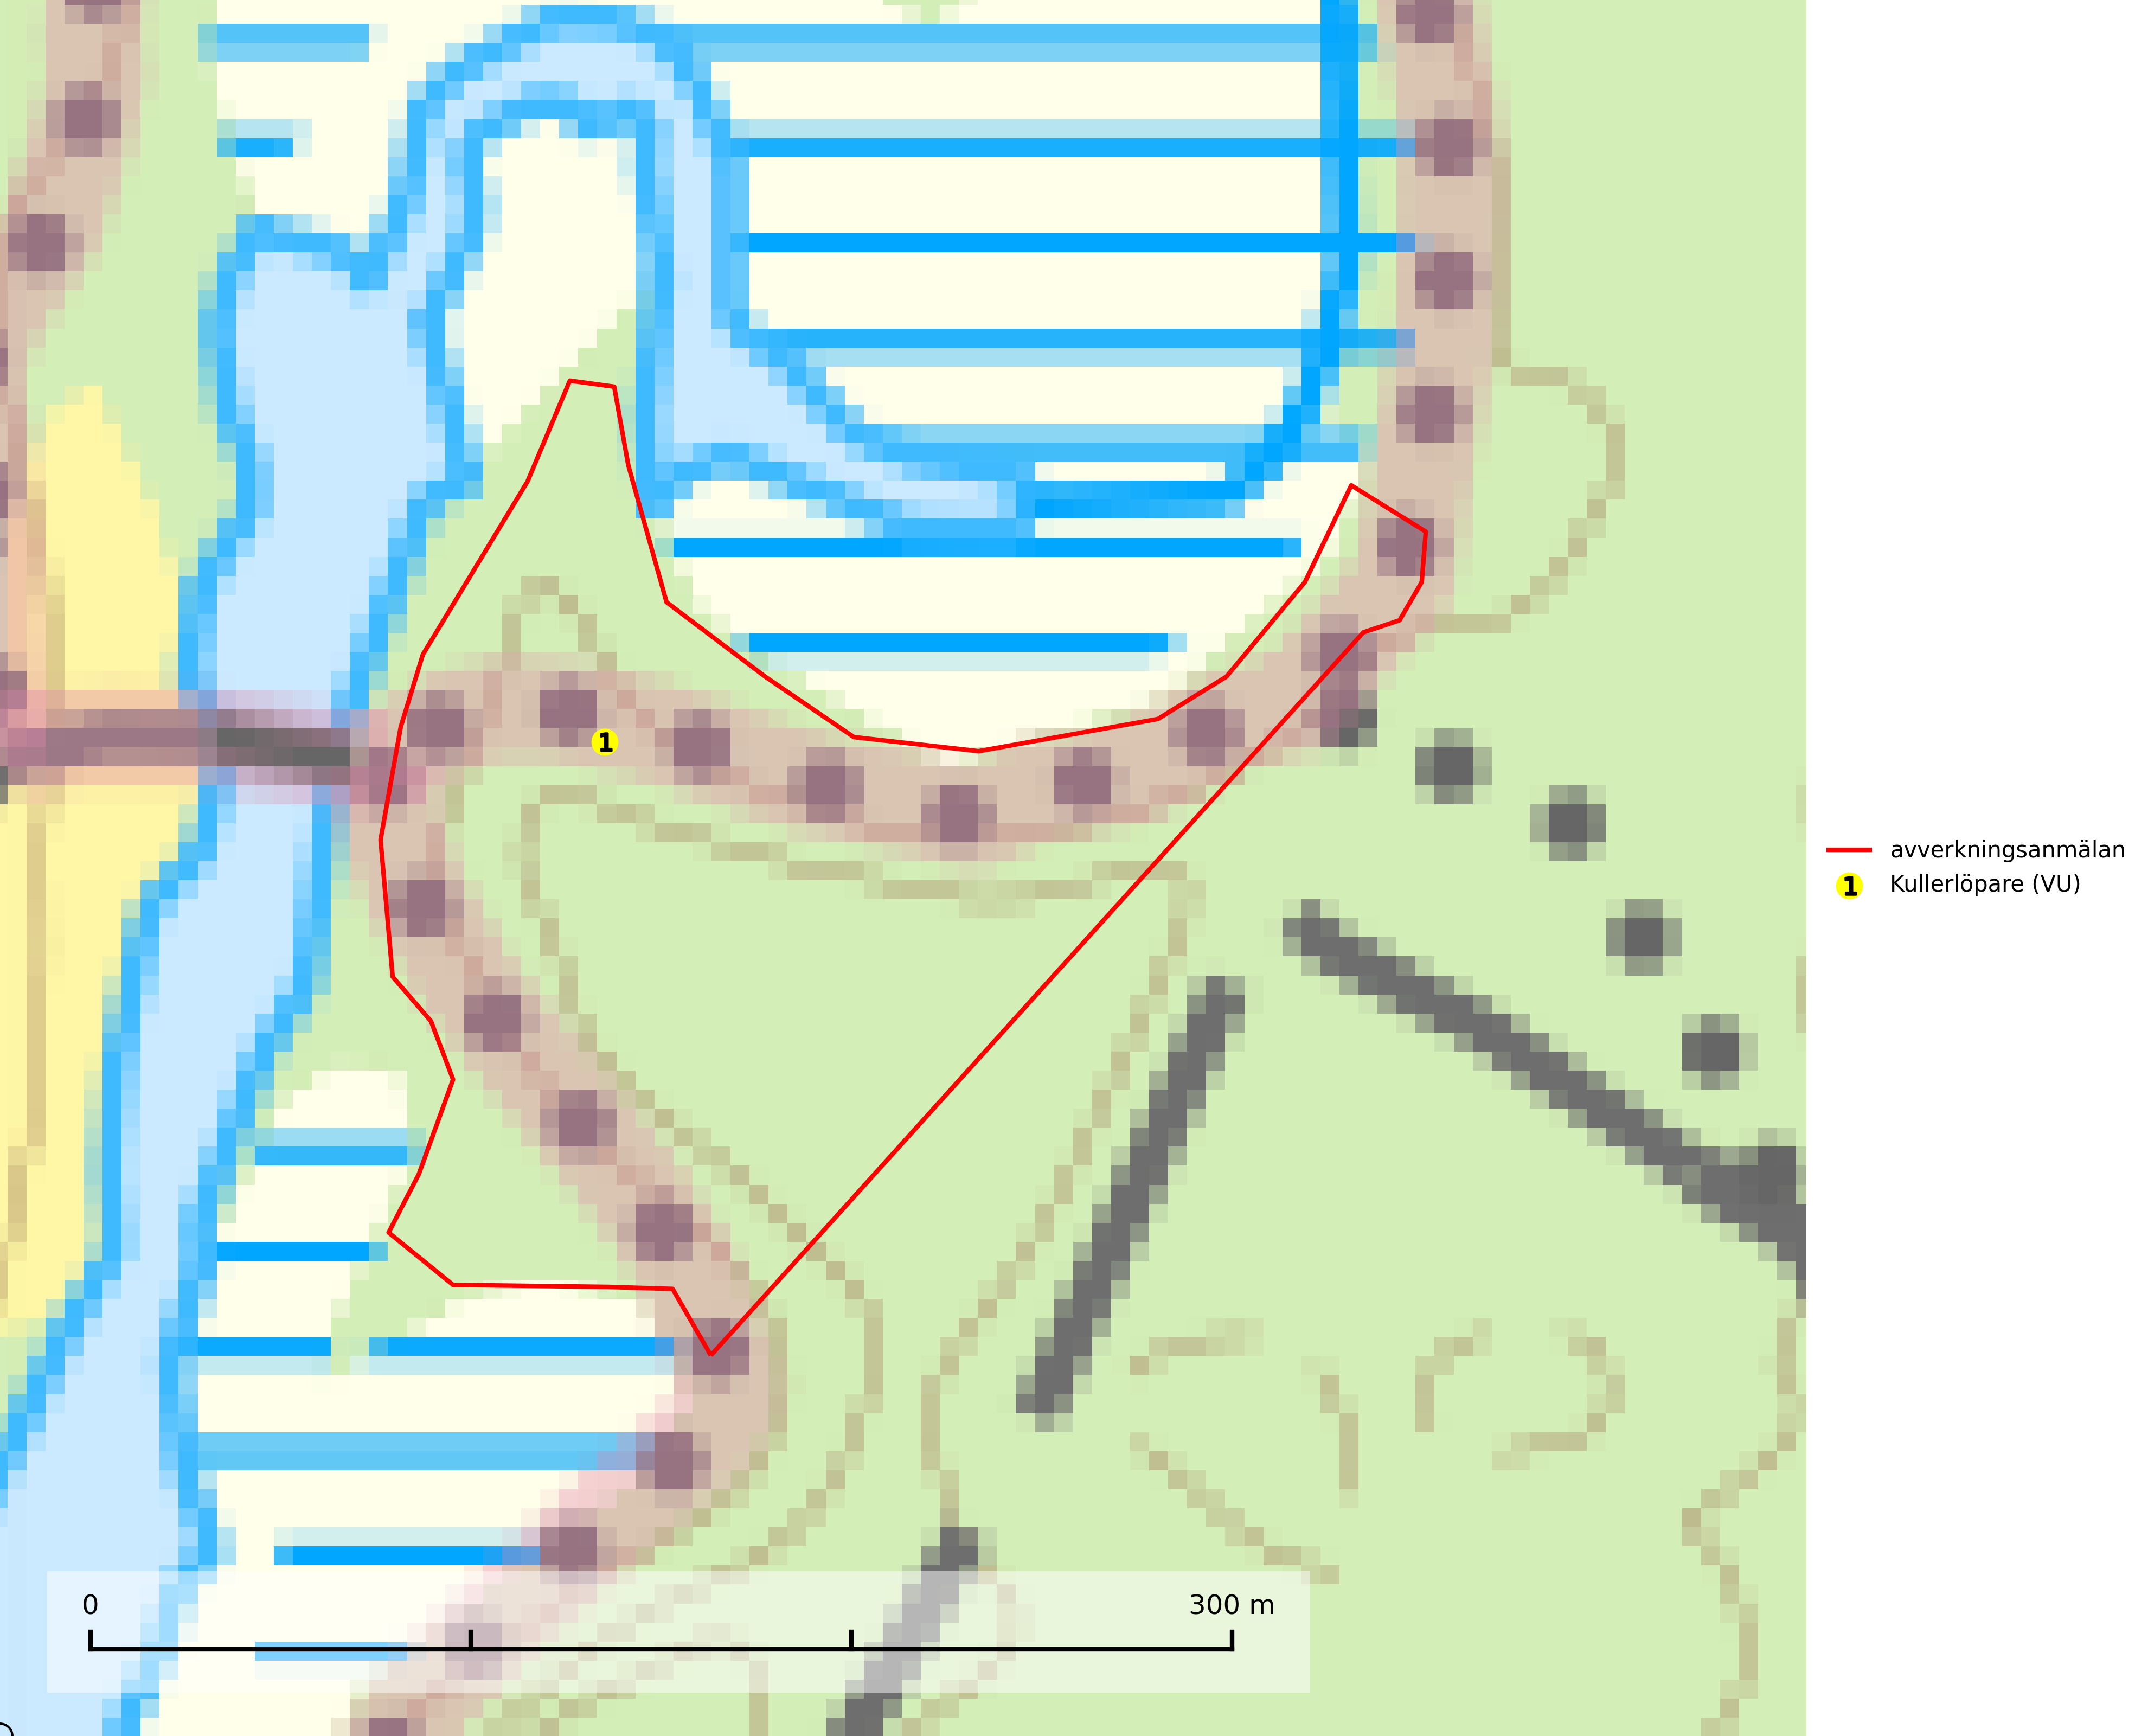 1
avverkningsanmälan
1 Kullerlöpare (VU)
0 300 m